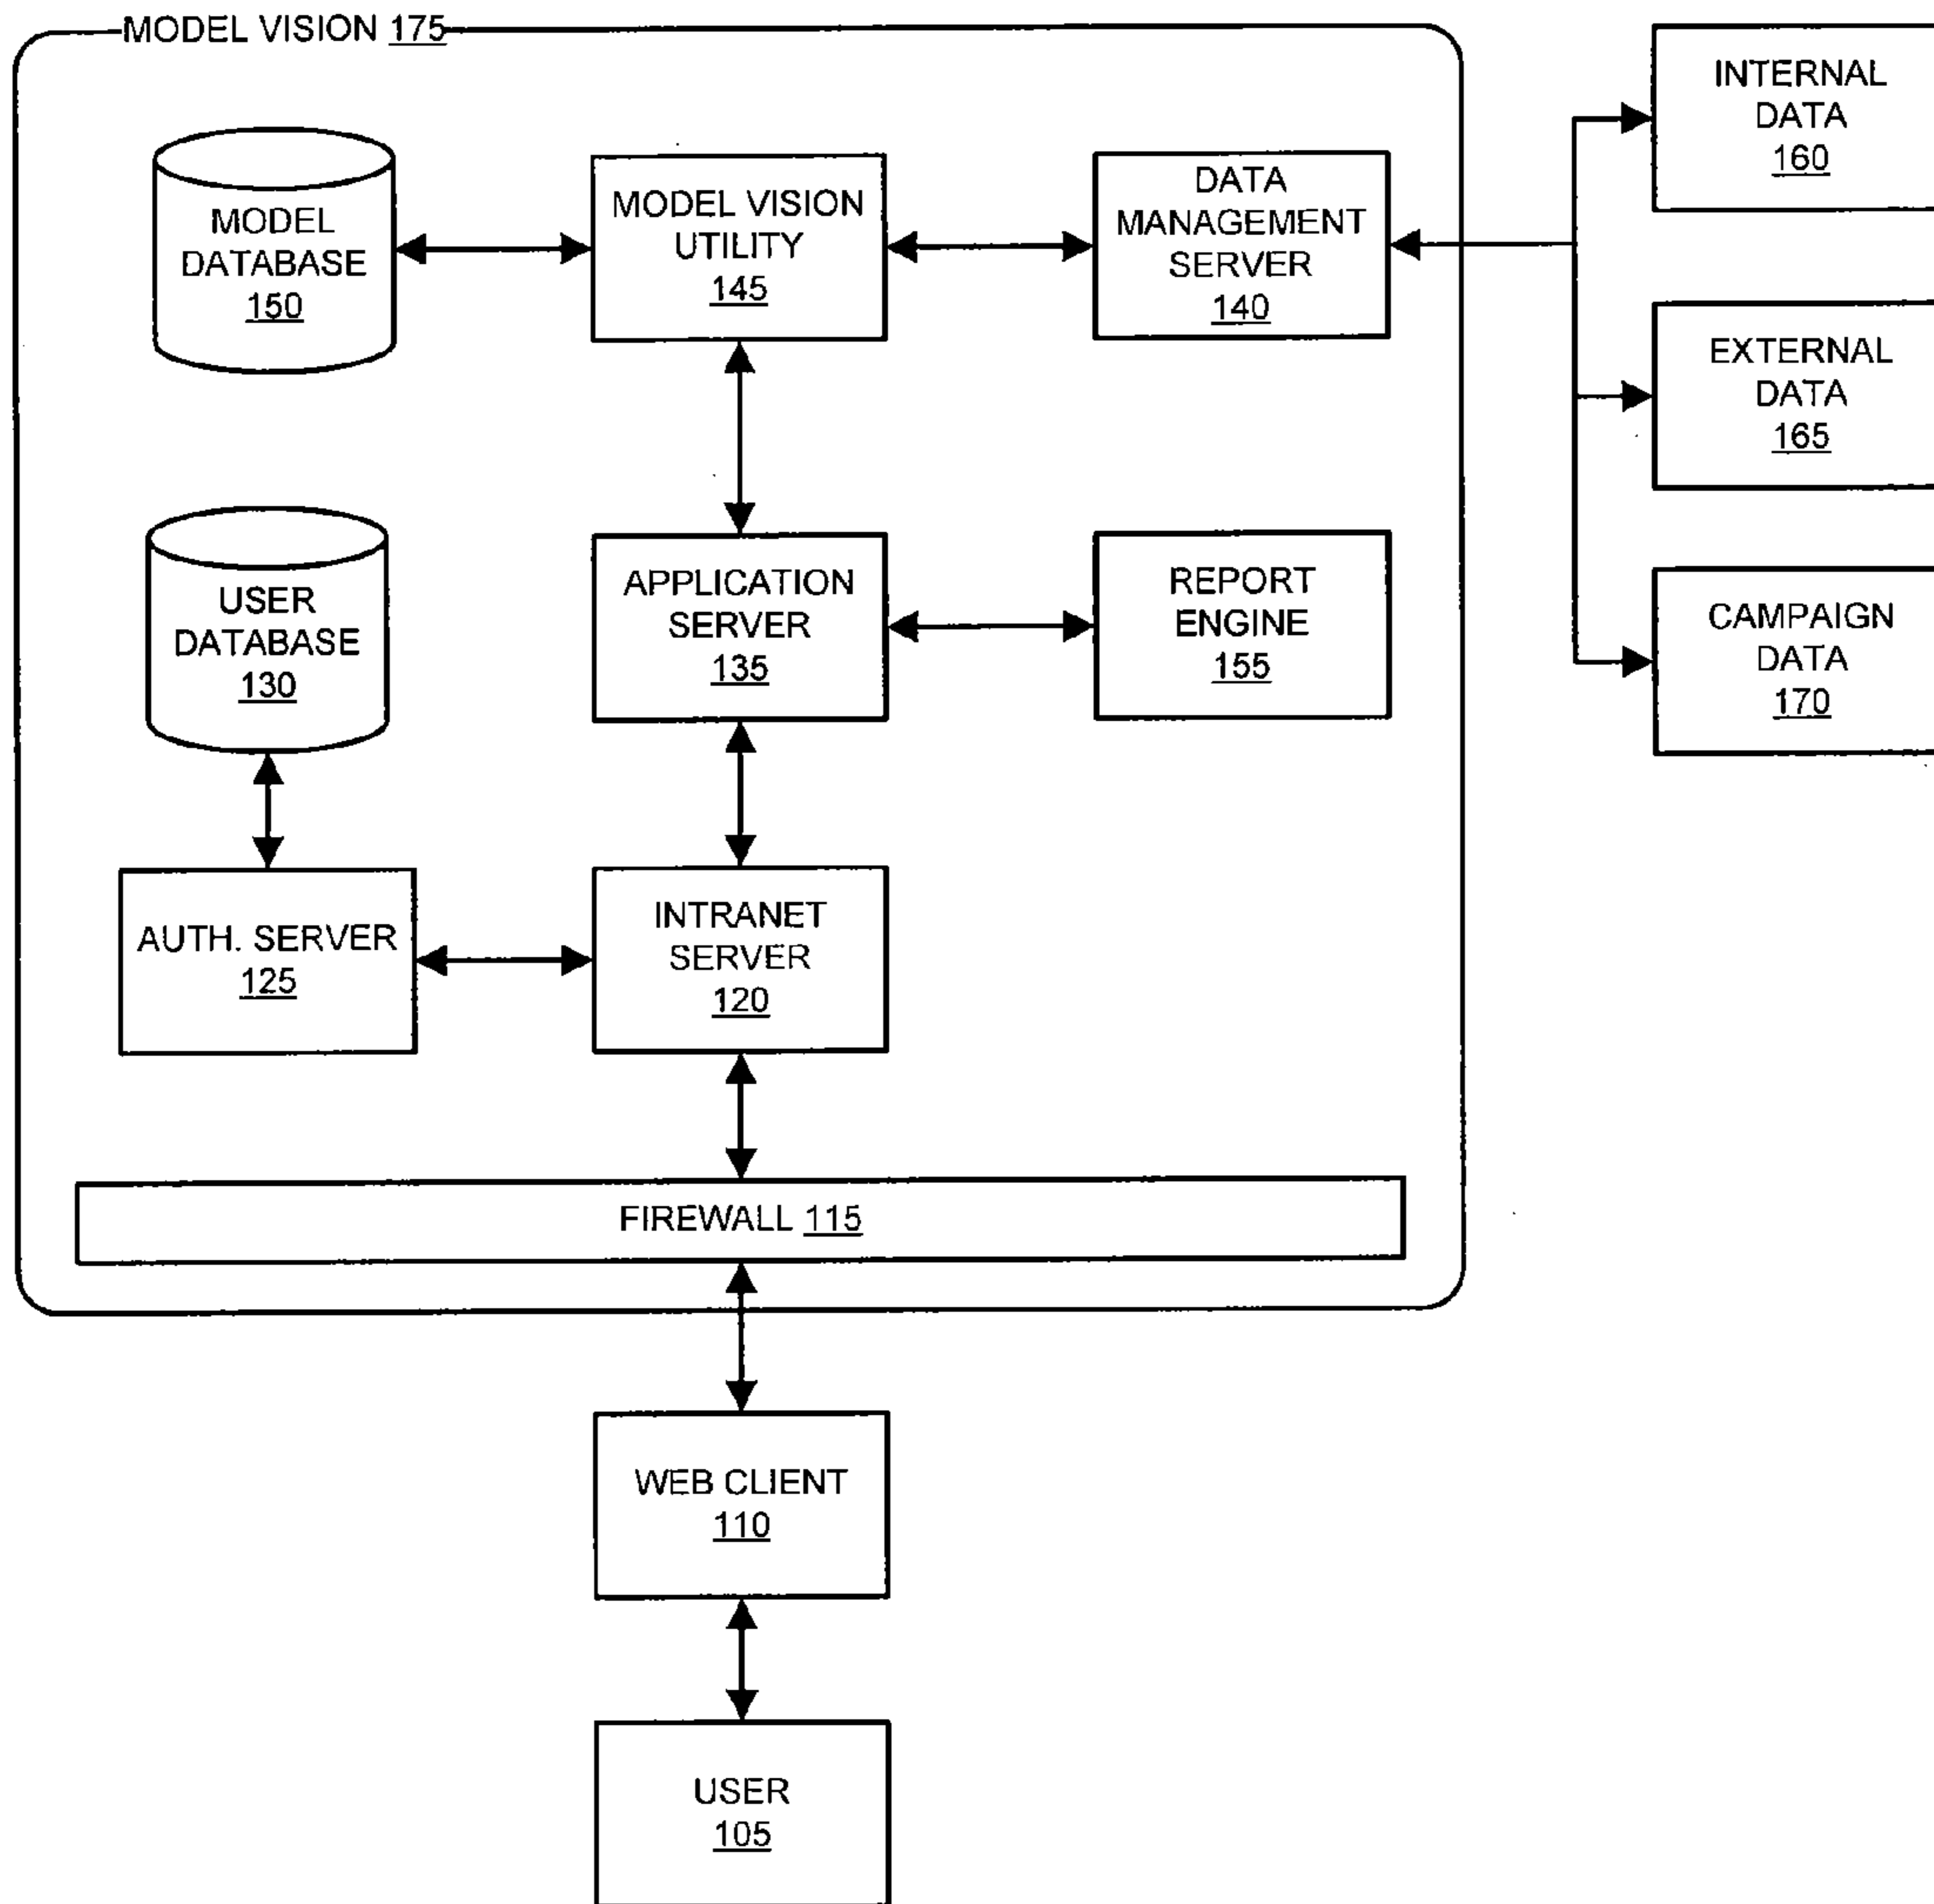 MODEL VISION 175
INTERNAL
DATA
160
MODEL
DATABASE
150
MODEL VISION
UTILITY
145
DATA
MANAGEMENT
SERVER
140
EXTERNAL
DATA
165
USER
DATABASE
130
APPLICATION
SERVER
135
REPORT
ENGINE
155
CAMPAIGN
DATA
170
AUTH. SERVER
125
INTRANET
SERVER
120
FIREWALL 115
WEB CLIENT
110
USER
105